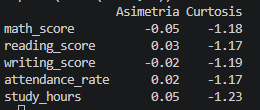 Asimetria Curtosis
math_score -0.05 -1.18
reading_score 0.03 -1.17
writing_score -0.02 -1.19
attendance_rate 0.02 -1.17
study_hours 0.05 -1.23